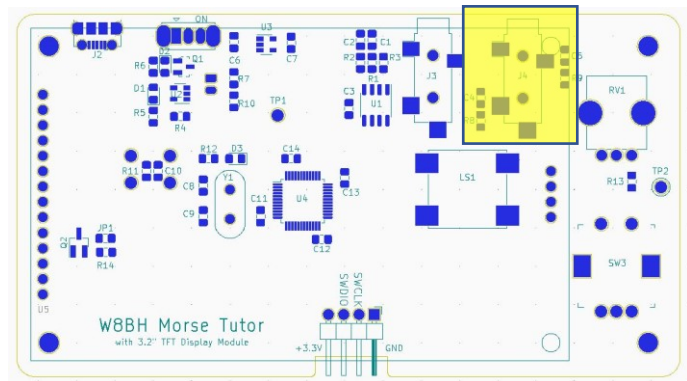 ON
J2
D2
Q1
U3
C6
C7
C2
C1
R6
R2
R3
J3
J4
C5
R9
R7
R1
D1
U2
R10
U1
C4
RV1
R5
R4
TP1
C3
R8
R12
D3
C14
TP2
R11
C10
C8
Y1
U4
C13
LS1
R13
C9
C11
Q2
JP1
C12
R14
SW3
SWDIO
SWCLK
U5
W8BH Morse Tutor
with 3.2" TFT Display Module
+3.3V
GND